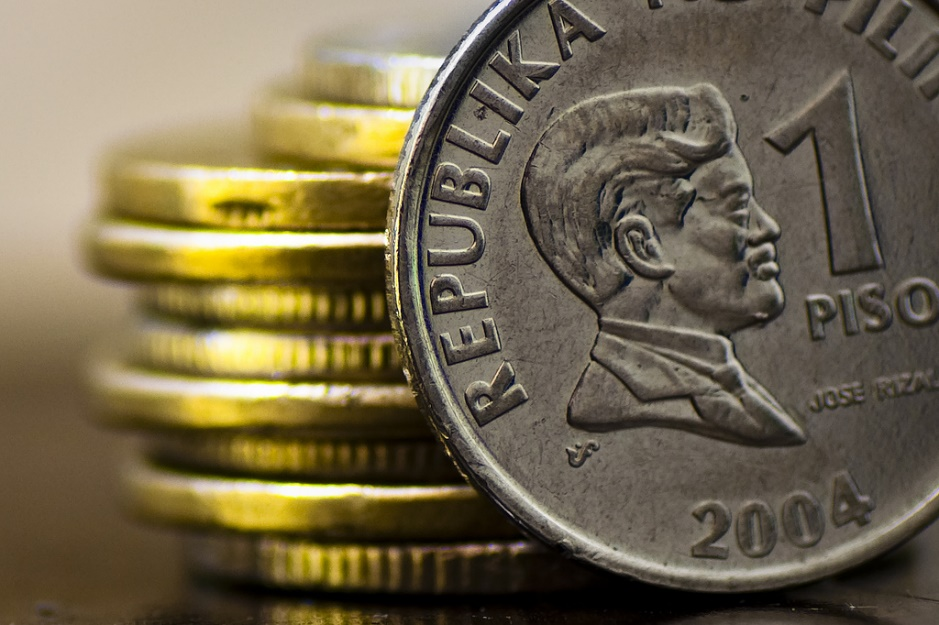 REPUBLIKA
1
PISO
JOSE RIZAL
2004